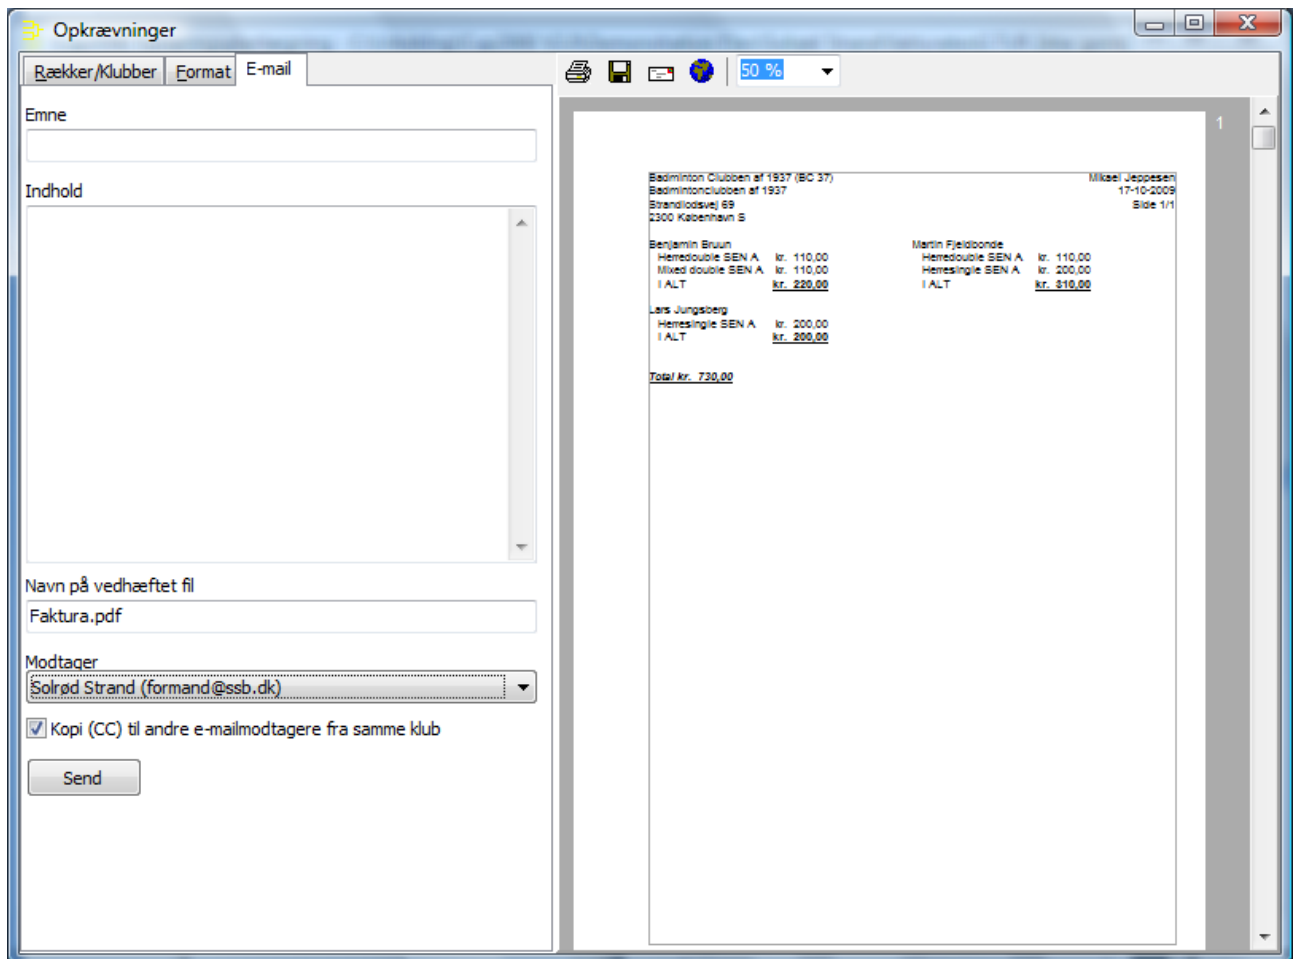 Opkrævninger
Rækker/Klubber Format E-mail
50 %
Emne
Indhold
Navn på vedhæftet fil
Faktura.pdf
Modtager
Solrød Strand (formand@ssb.dk)
Kopi (CC) til andre e-mailmodtagere fra samme klub
Send
1
Badminton Clubben af 1937 (BC 37) Mikael Jeppesen
Badmintonclubben af 1937 17-10-2009
Strandlodsvej 69 Side 1/1
2300 København S
Benjamin Bruun
Herredouble SEN A kr. 110,00
Mixed double SEN A kr. 110,00
I ALT kr. 220,00
Martin Fjeldbonde
Herredouble SEN A kr. 110,00
Herresingle SEN A kr. 200,00
I ALT kr. 310,00
Lars Jungsberg
Herresingle SEN A kr. 200,00
I ALT kr. 200,00
Total kr. 730,00